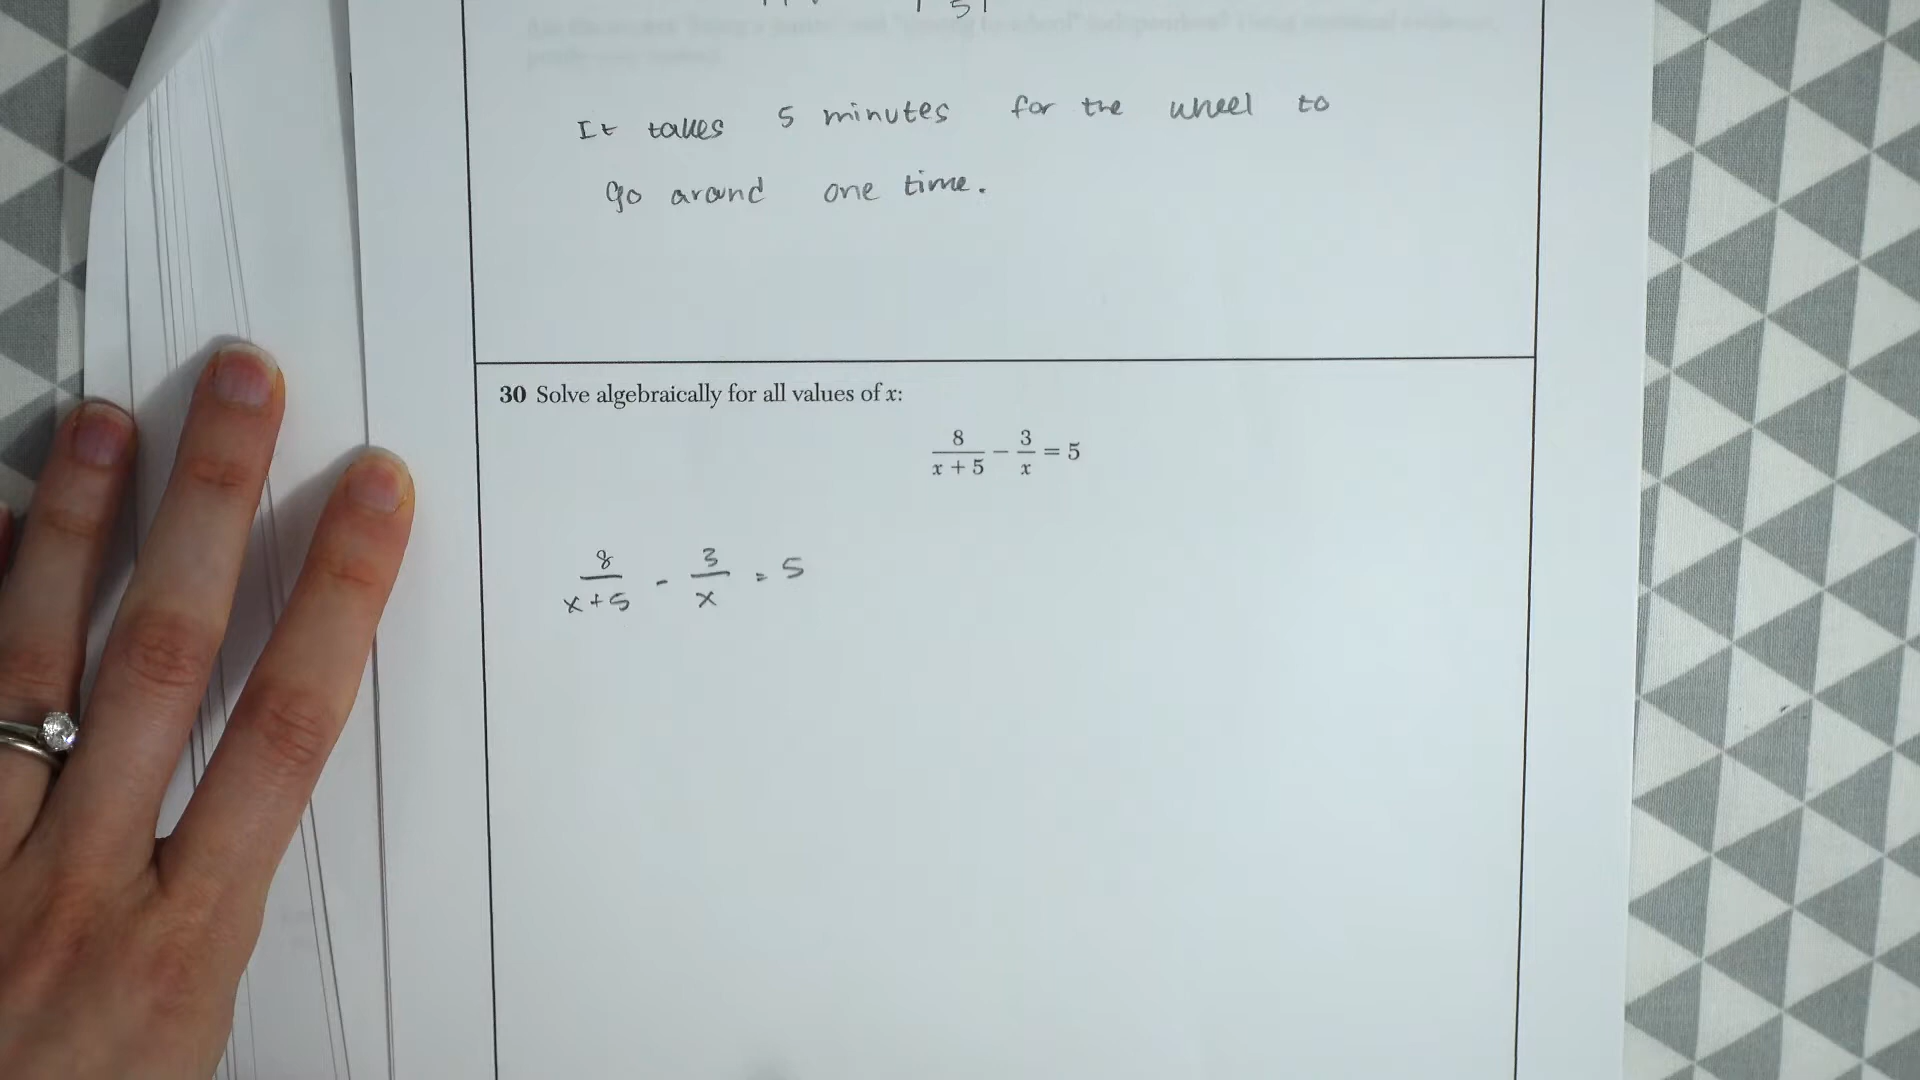 It takes 5 minutes for the wheel to
go around one time.
30 Solve algebraically for all values of x:
8/(x + 5) − 3/x = 5
8/(x+5) - 3/x = 5